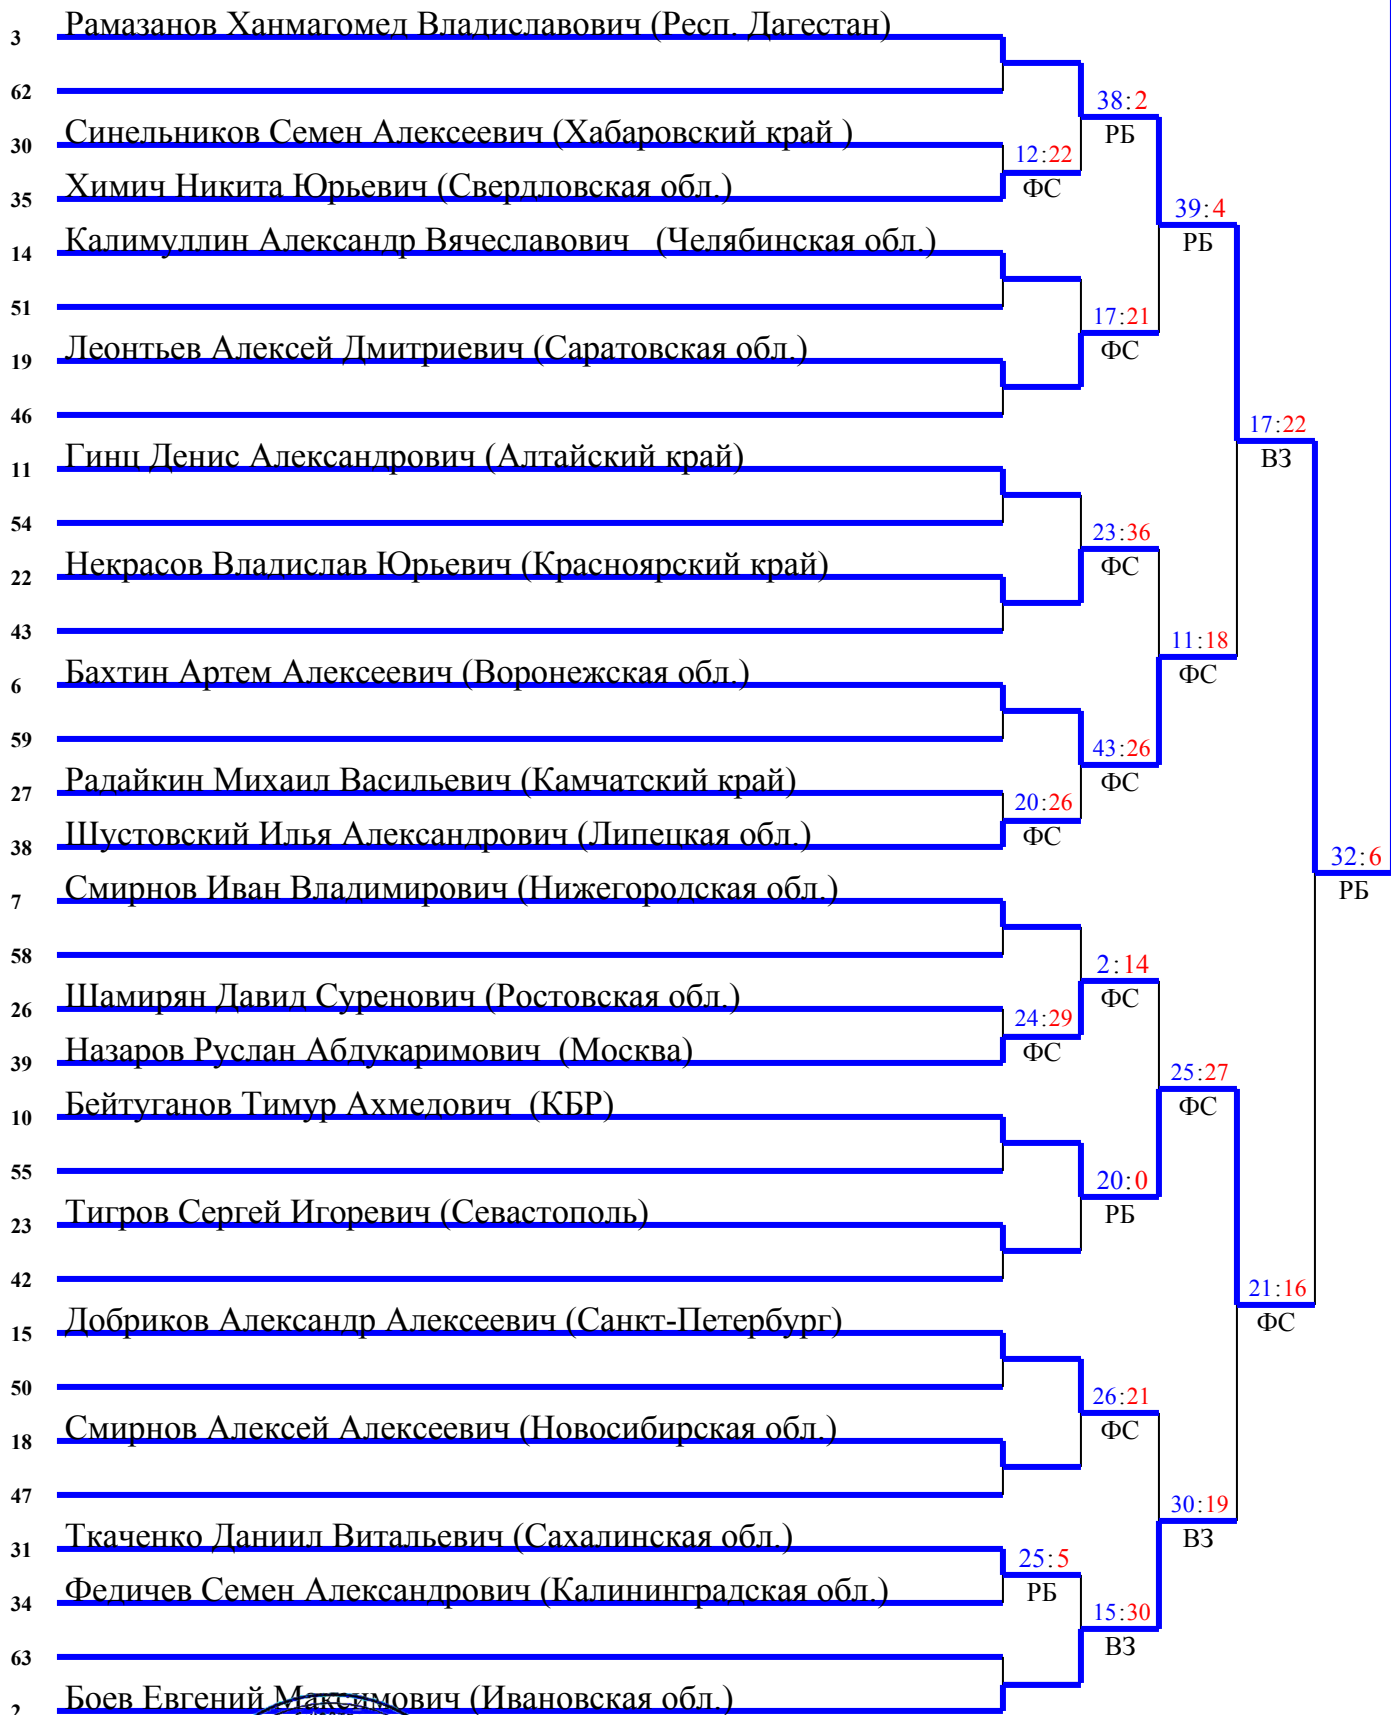 3 Рамазанов Ханмагомед Владиславович (Респ. Дагестан)
62
38:2
РБ
30 Синельников Семен Алексеевич (Хабаровский край )
12:22
ФС
35 Химич Никита Юрьевич (Свердловская обл.)
39:4
РБ
14 Калимуллин Александр Вячеславович (Челябинская обл.)
51
17:21
ФС
19 Леонтьев Алексей Дмитриевич (Саратовская обл.)
46
17:22
ВЗ
11 Гинц Денис Александрович (Алтайский край)
54
23:36
ФС
22 Некрасов Владислав Юрьевич (Красноярский край)
43
11:18
ФС
6 Бахтин Артем Алексеевич (Воронежская обл.)
59
43:26
ФС
27 Радайкин Михаил Васильевич (Камчатский край)
20:26
ФС
38 Шустовский Илья Александрович (Липецкая обл.)
32:6
РБ
7 Смирнов Иван Владимирович (Нижегородская обл.)
58
2:14
ФС
26 Шамирян Давид Суренович (Ростовская обл.)
24:29
ФС
39 Назаров Руслан Абдукаримович (Москва)
25:27
ФС
10 Бейтуганов Тимур Ахмедович (КБР)
55
20:0
РБ
23 Тигров Сергей Игоревич (Севастополь)
42
21:16
ФС
15 Добриков Александр Алексеевич (Санкт-Петербург)
50
26:21
ФС
18 Смирнов Алексей Алексеевич (Новосибирская обл.)
47
30:19
ВЗ
31 Ткаченко Даниил Витальевич (Сахалинская обл.)
25:5
РБ
34 Федичев Семен Александрович (Калининградская обл.)
15:30
ВЗ
63
2 Боев Евгений Максимович (Ивановская обл.)